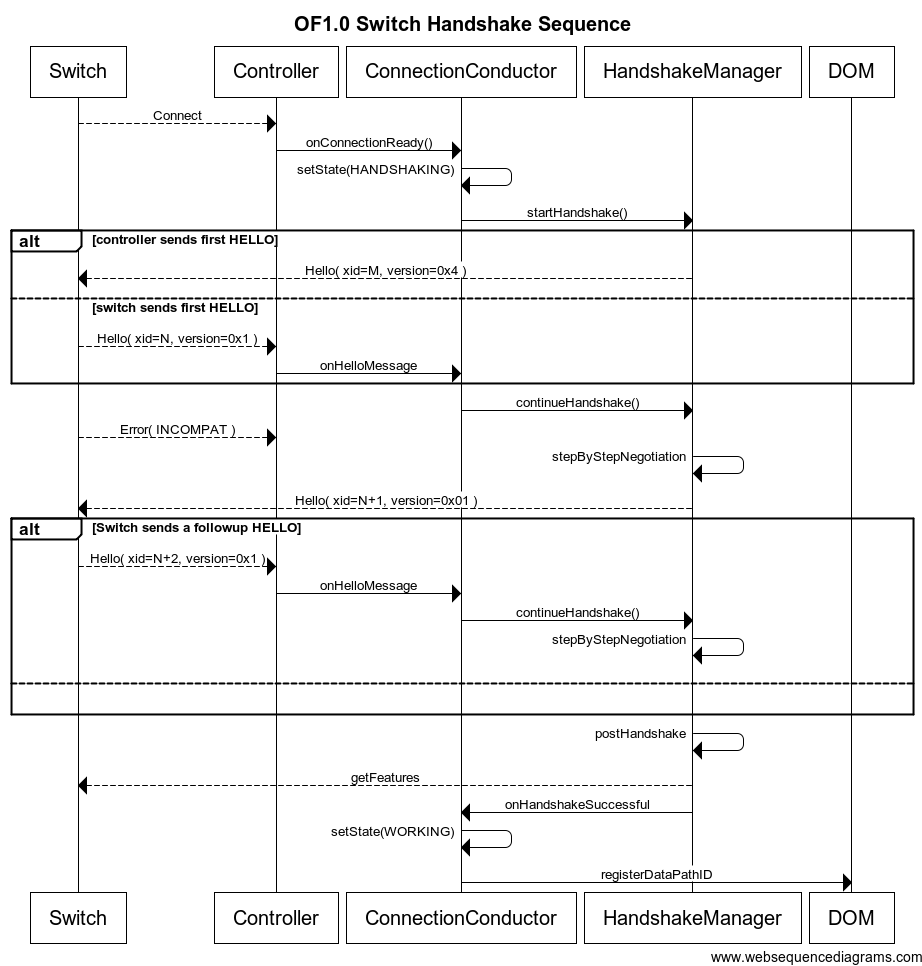 OF1.0 Switch Handshake Sequence
Switch
Controller
ConnectionConductor
HandshakeManager
DOM
Connect
onConnectionReady()
setState(HANDSHAKING)
startHandshake()
alt
[controller sends first HELLO]
Hello( xid=M, version=0x4 )
[switch sends first HELLO]
Hello( xid=N, version=0x1 )
onHelloMessage
continueHandshake()
Error( INCOMPAT )
stepByStepNegotiation
Hello( xid=N+1, version=0x01 )
alt
[Switch sends a followup HELLO]
Hello( xid=N+2, version=0x1 )
onHelloMessage
continueHandshake()
stepByStepNegotiation
postHandshake
getFeatures
onHandshakeSuccessful
setState(WORKING)
registerDataPathID
Switch
Controller
ConnectionConductor
HandshakeManager
DOM
www.websequencediagrams.com